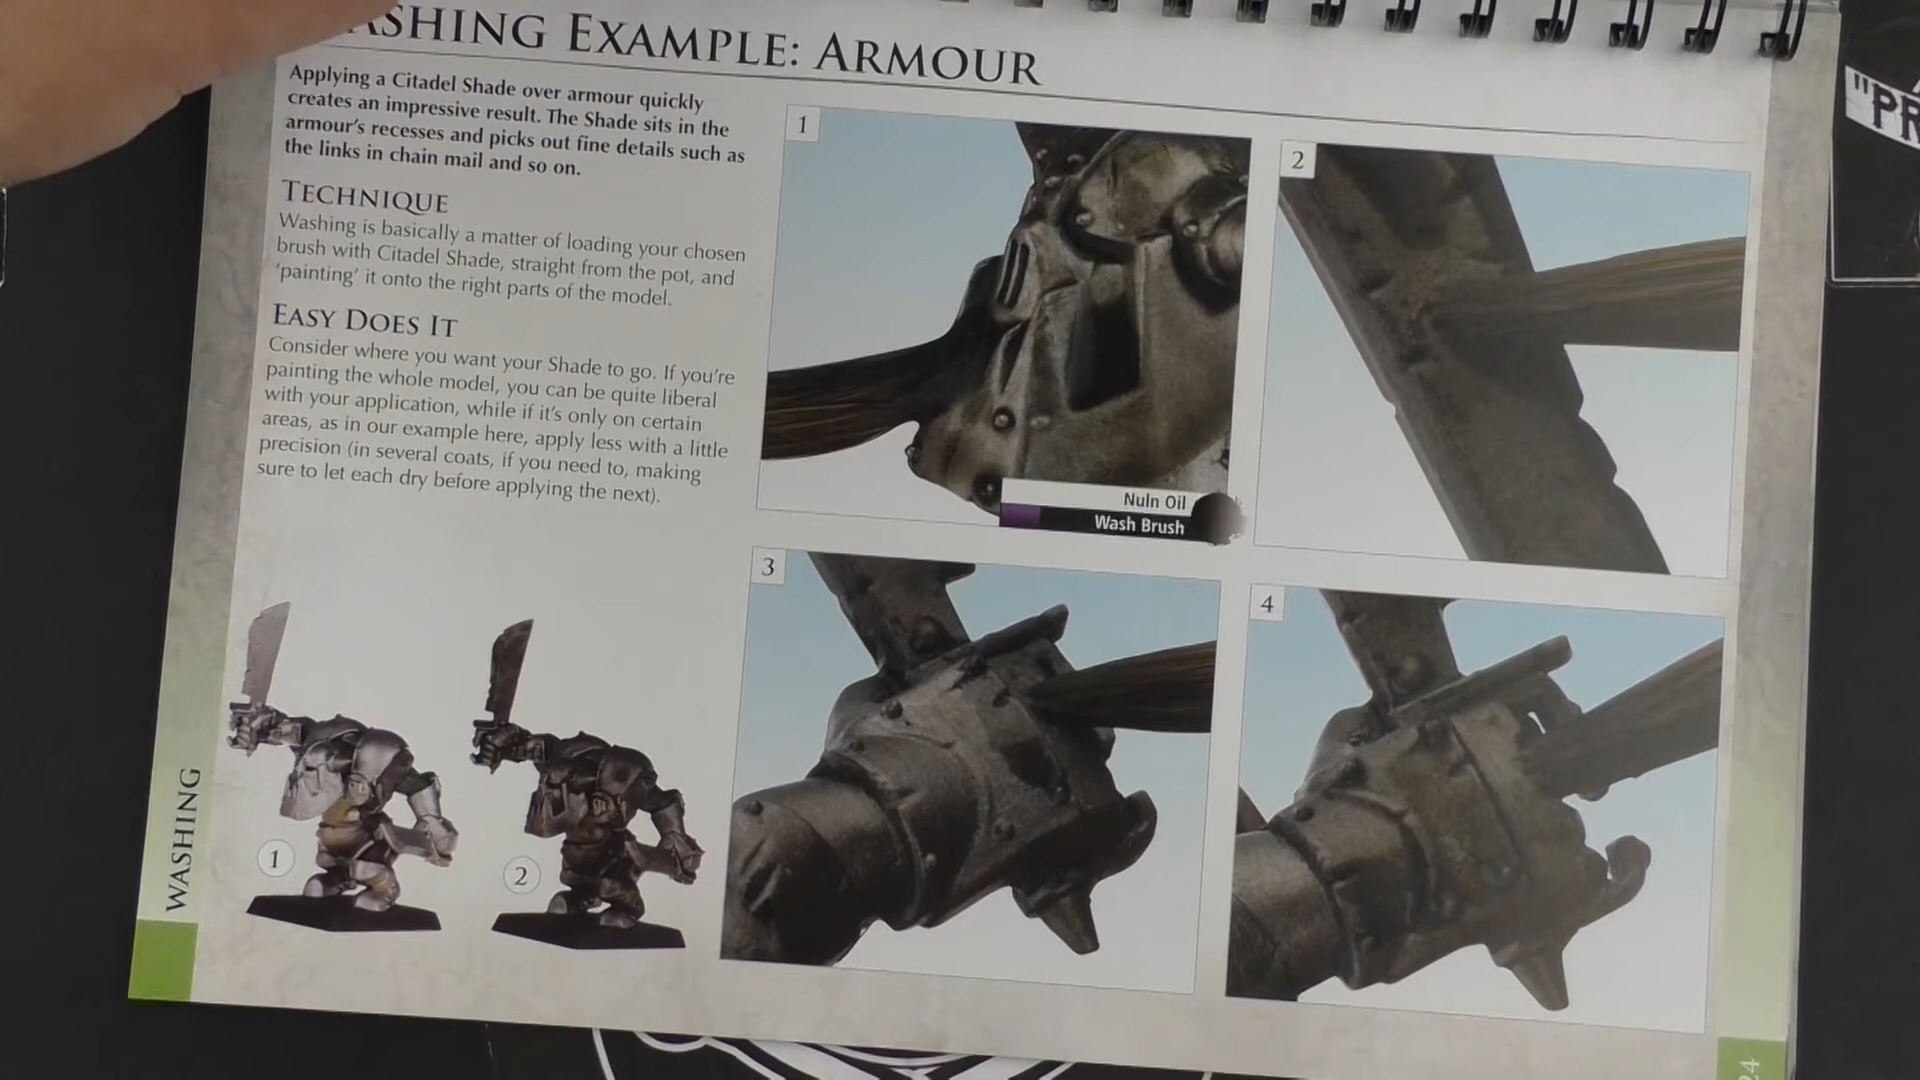 EXAMPLE: ARMOUR
Applying a Citadel Shade over armour quickly
creates an impressive result. The Shade sits in the
armour's recesses and picks out fine details such as
the links in chain mail and so on.
TECHNIQUE
Washing is basically a matter of loading your chosen
brush with Citadel Shade, straight from the pot, and
'painting' it onto the right parts of the model.
EASY DOES IT
Consider where you want your Shade to go. If you're
painting the whole model, you can be quite liberal
with your application, while if it's only on certain
areas, as in our example here, apply less with a little
precision (in several coats, if you need to, making
sure to let each dry before applying the next).
1
2
1
Nuln Oil
Wash Brush
2
3
4
WASHING
24
"PR